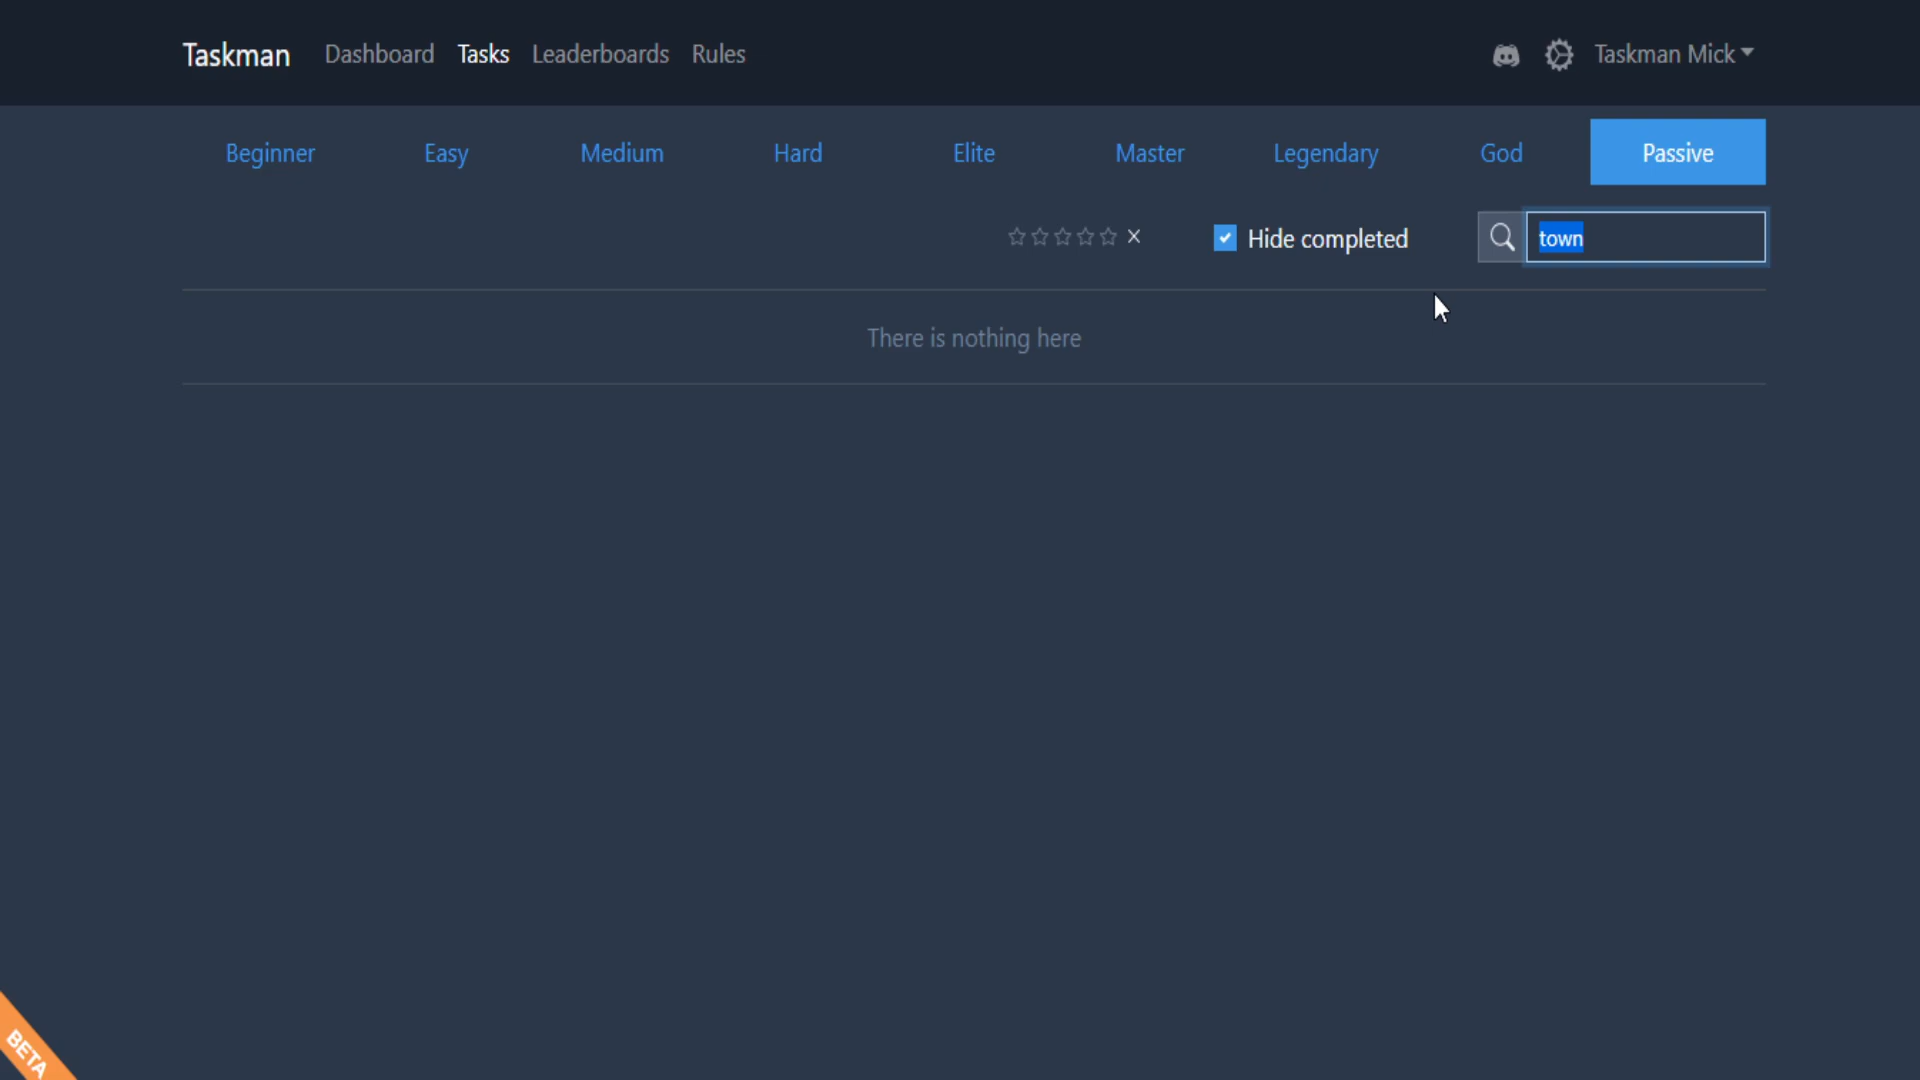 Taskman Dashboard Tasks Leaderboards Rules Taskman Mick
Beginner Easy Medium Hard Elite Master Legendary God Passive
Hide completed town
There is nothing here
BETA